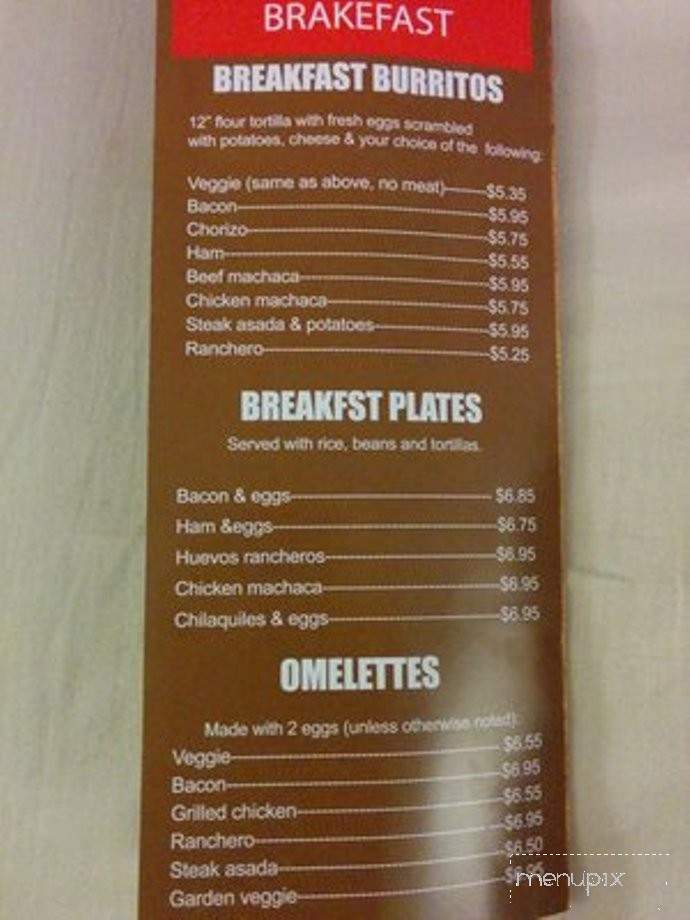 BRAKEFAST
BREAKFAST BURRITOS
12" flour tortilla with fresh eggs scrambled
with potatoes, cheese & your choice of the following:
Veggie (same as above, no meat) $5.35
Bacon $5.95
Chorizo $5.75
Ham $5.55
Beef machaca $5.95
Chicken machaca $5.75
Steak asada & potatoes $5.95
Ranchero $5.25
BREAKFST PLATES
Served with rice, beans and tortillas.
Bacon & eggs $6.85
Ham &eggs $6.75
Huevos rancheros $6.95
Chicken machaca $6.95
Chilaquiles & eggs $6.95
OMELETTES
Made with 2 eggs (unless otherwise noted):
Veggie $6.55
Bacon $6.95
Grilled chicken $6.55
Ranchero $6.95
Steak asada $6.50
Garden veggie
menupix